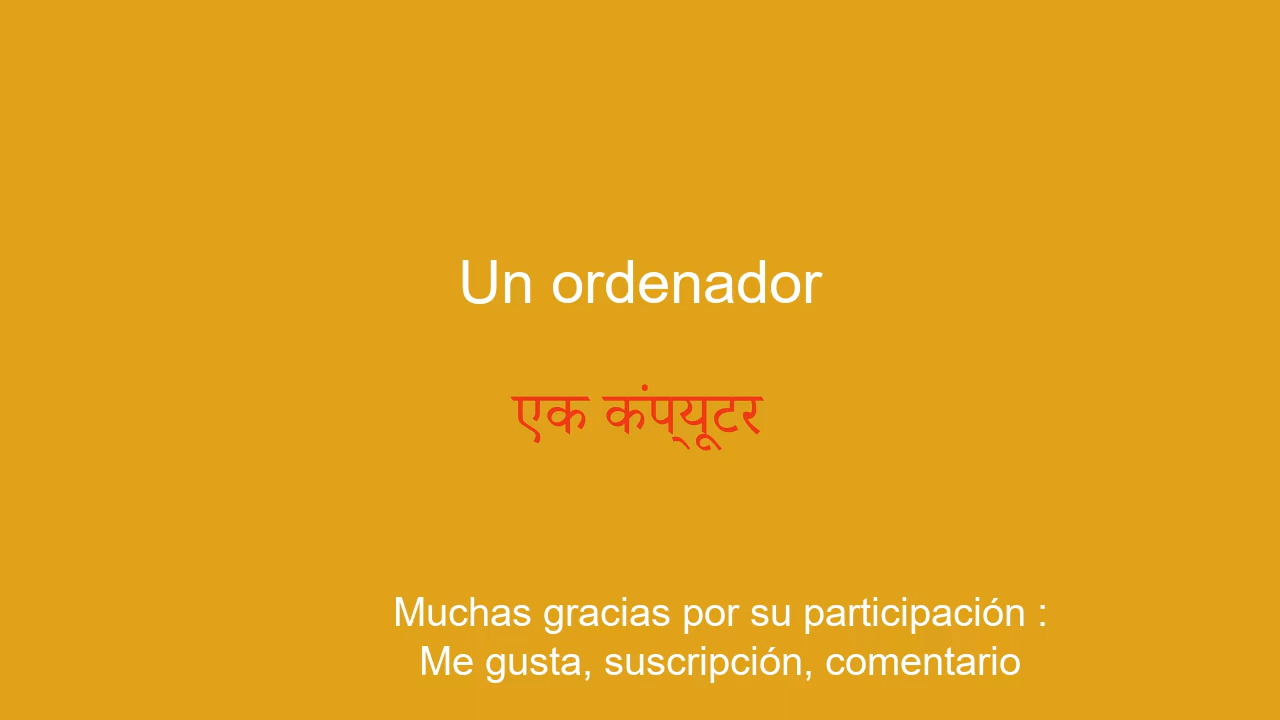 Un ordenador
एक कंप्यूटर
Muchas gracias por su participación :
Me gusta, suscripción, comentario